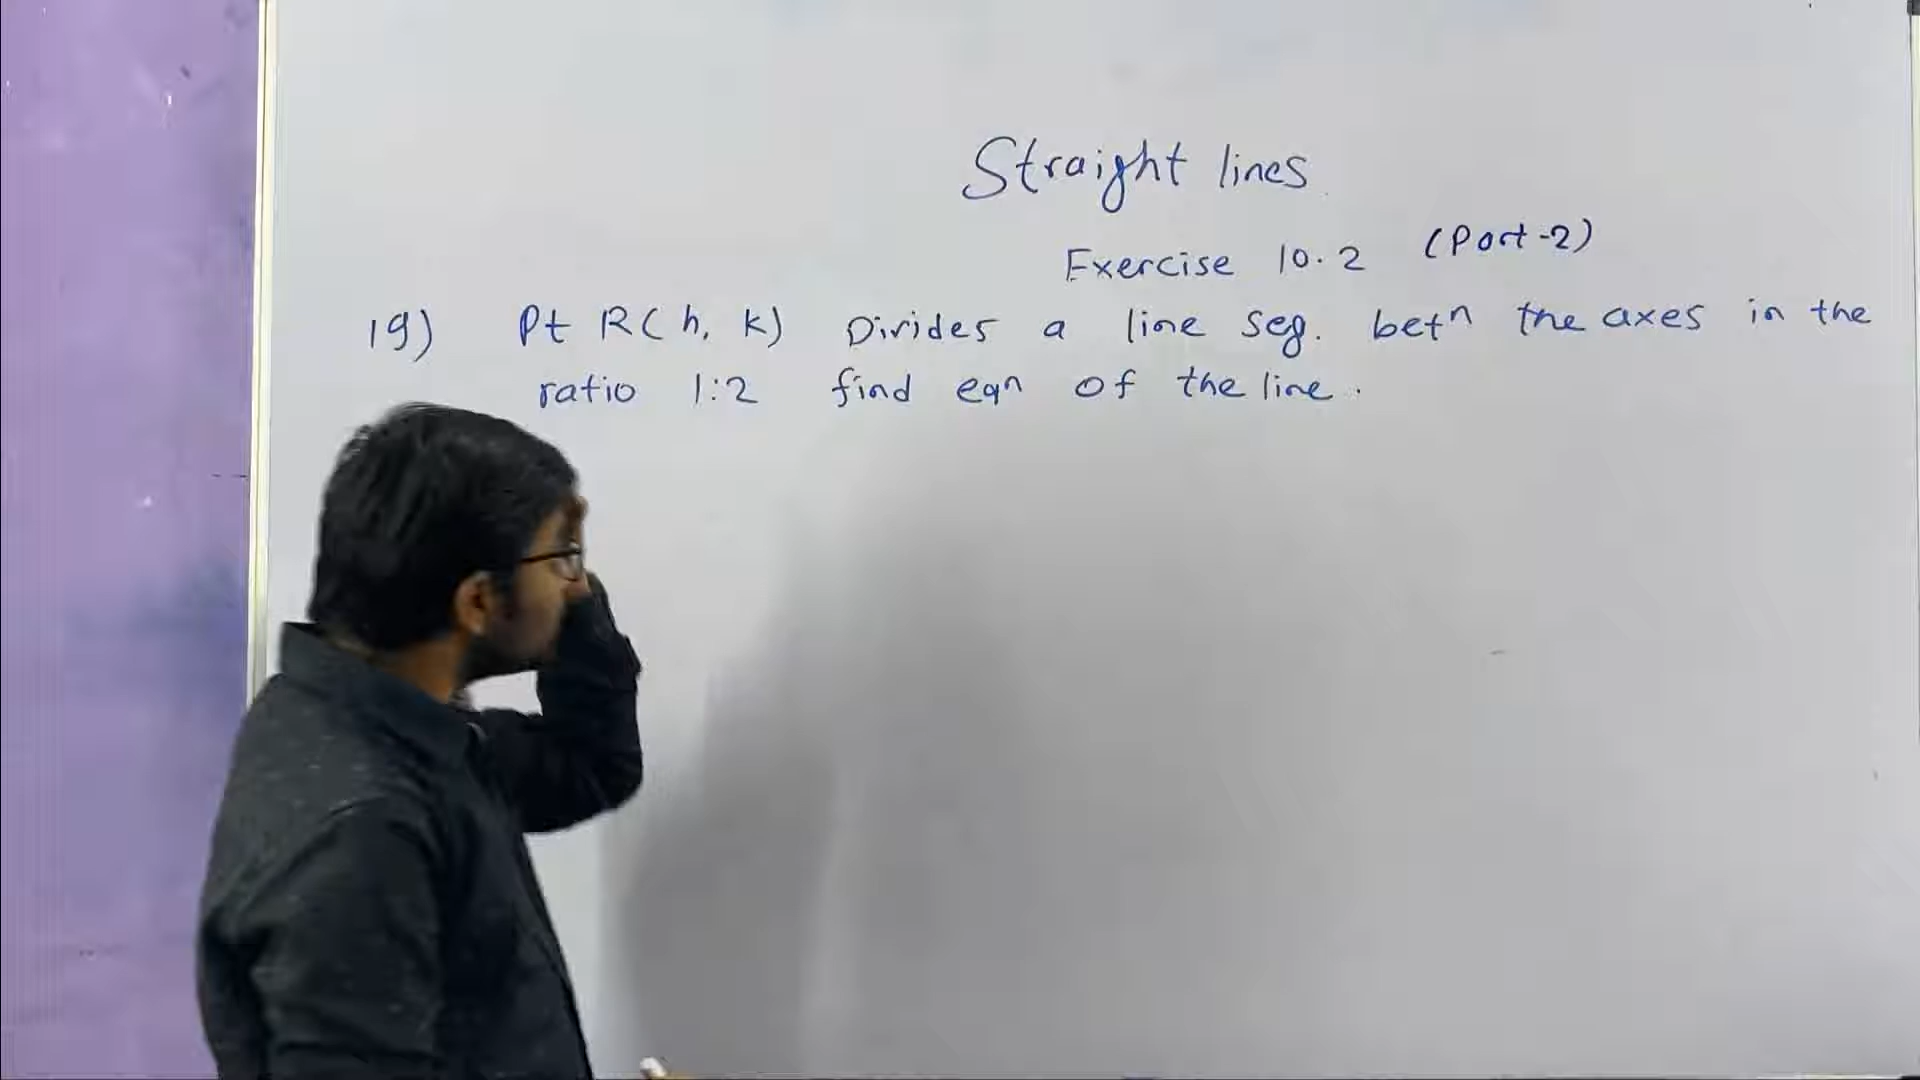 Straight lines
Exercise 10.2 (Part-2)
19) Pt R(h, k) Divides a line seg. betn the axes in the
ratio 1:2 find eqn of the line.